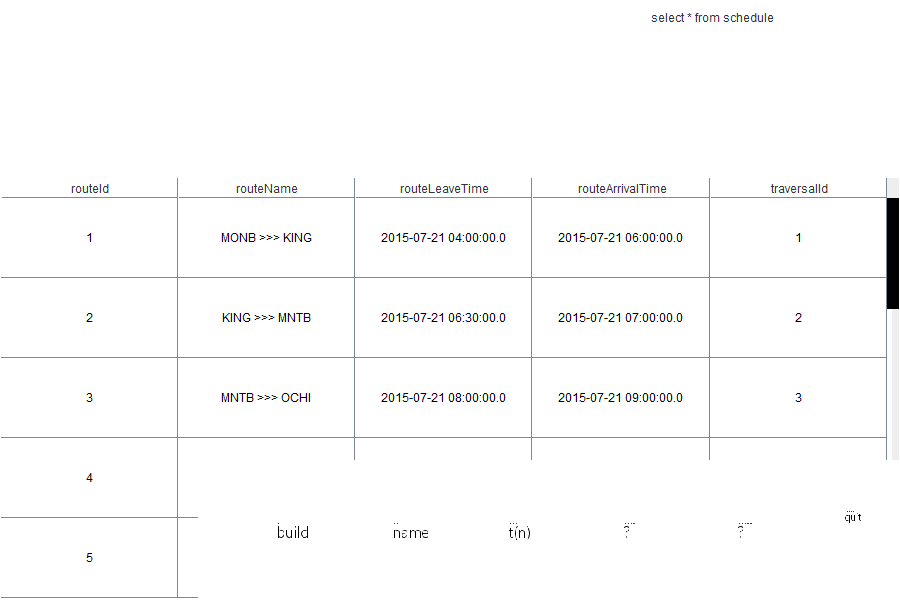 select * from schedule
routeId routeName routeLeaveTime routeArrivalTime traversalId
1 MONB >>> KING 2015-07-21 04:00:00.0 2015-07-21 06:00:00.0 1
2 KING >>> MNTB 2015-07-21 06:30:00.0 2015-07-21 07:00:00.0 2
3 MNTB >>> OCHI 2015-07-21 08:00:00.0 2015-07-21 09:00:00.0 3
4
quit
build name t(n) ? ?
5